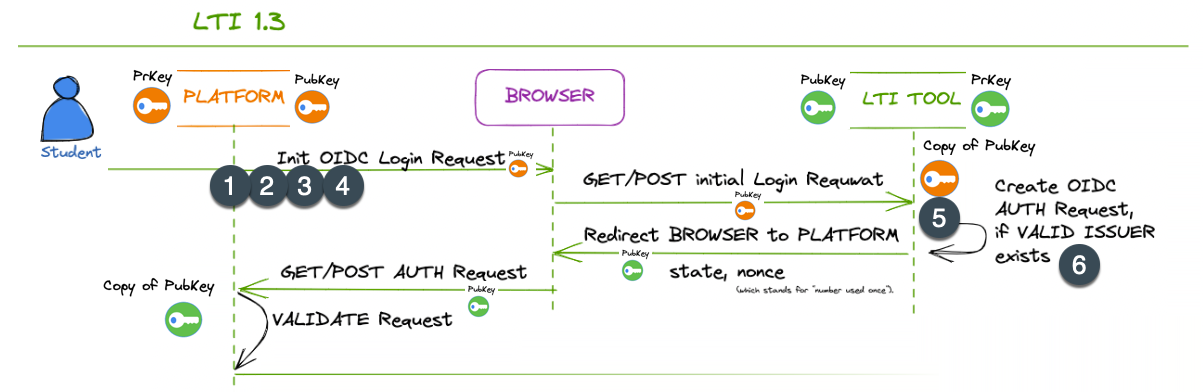 LTI 1.3
PrKey
PLATFORM
PubKey
BROWSER
PubKey
LTI TOOL
PrKey
Student
Init OIDC Login Request
PubKey
1 2 3 4
Copy of PubKey
GET/POST initial Login Requwat
PubKey
Create OIDC
AUTH Request,
if VALID ISSUER
exists
5
6
Redirect BROWSER to PLATFORM
PubKey
state, nonce
(which stands for "number used once").
GET/POST AUTH Request
PubKey
Copy of PubKey
VALIDATE Request